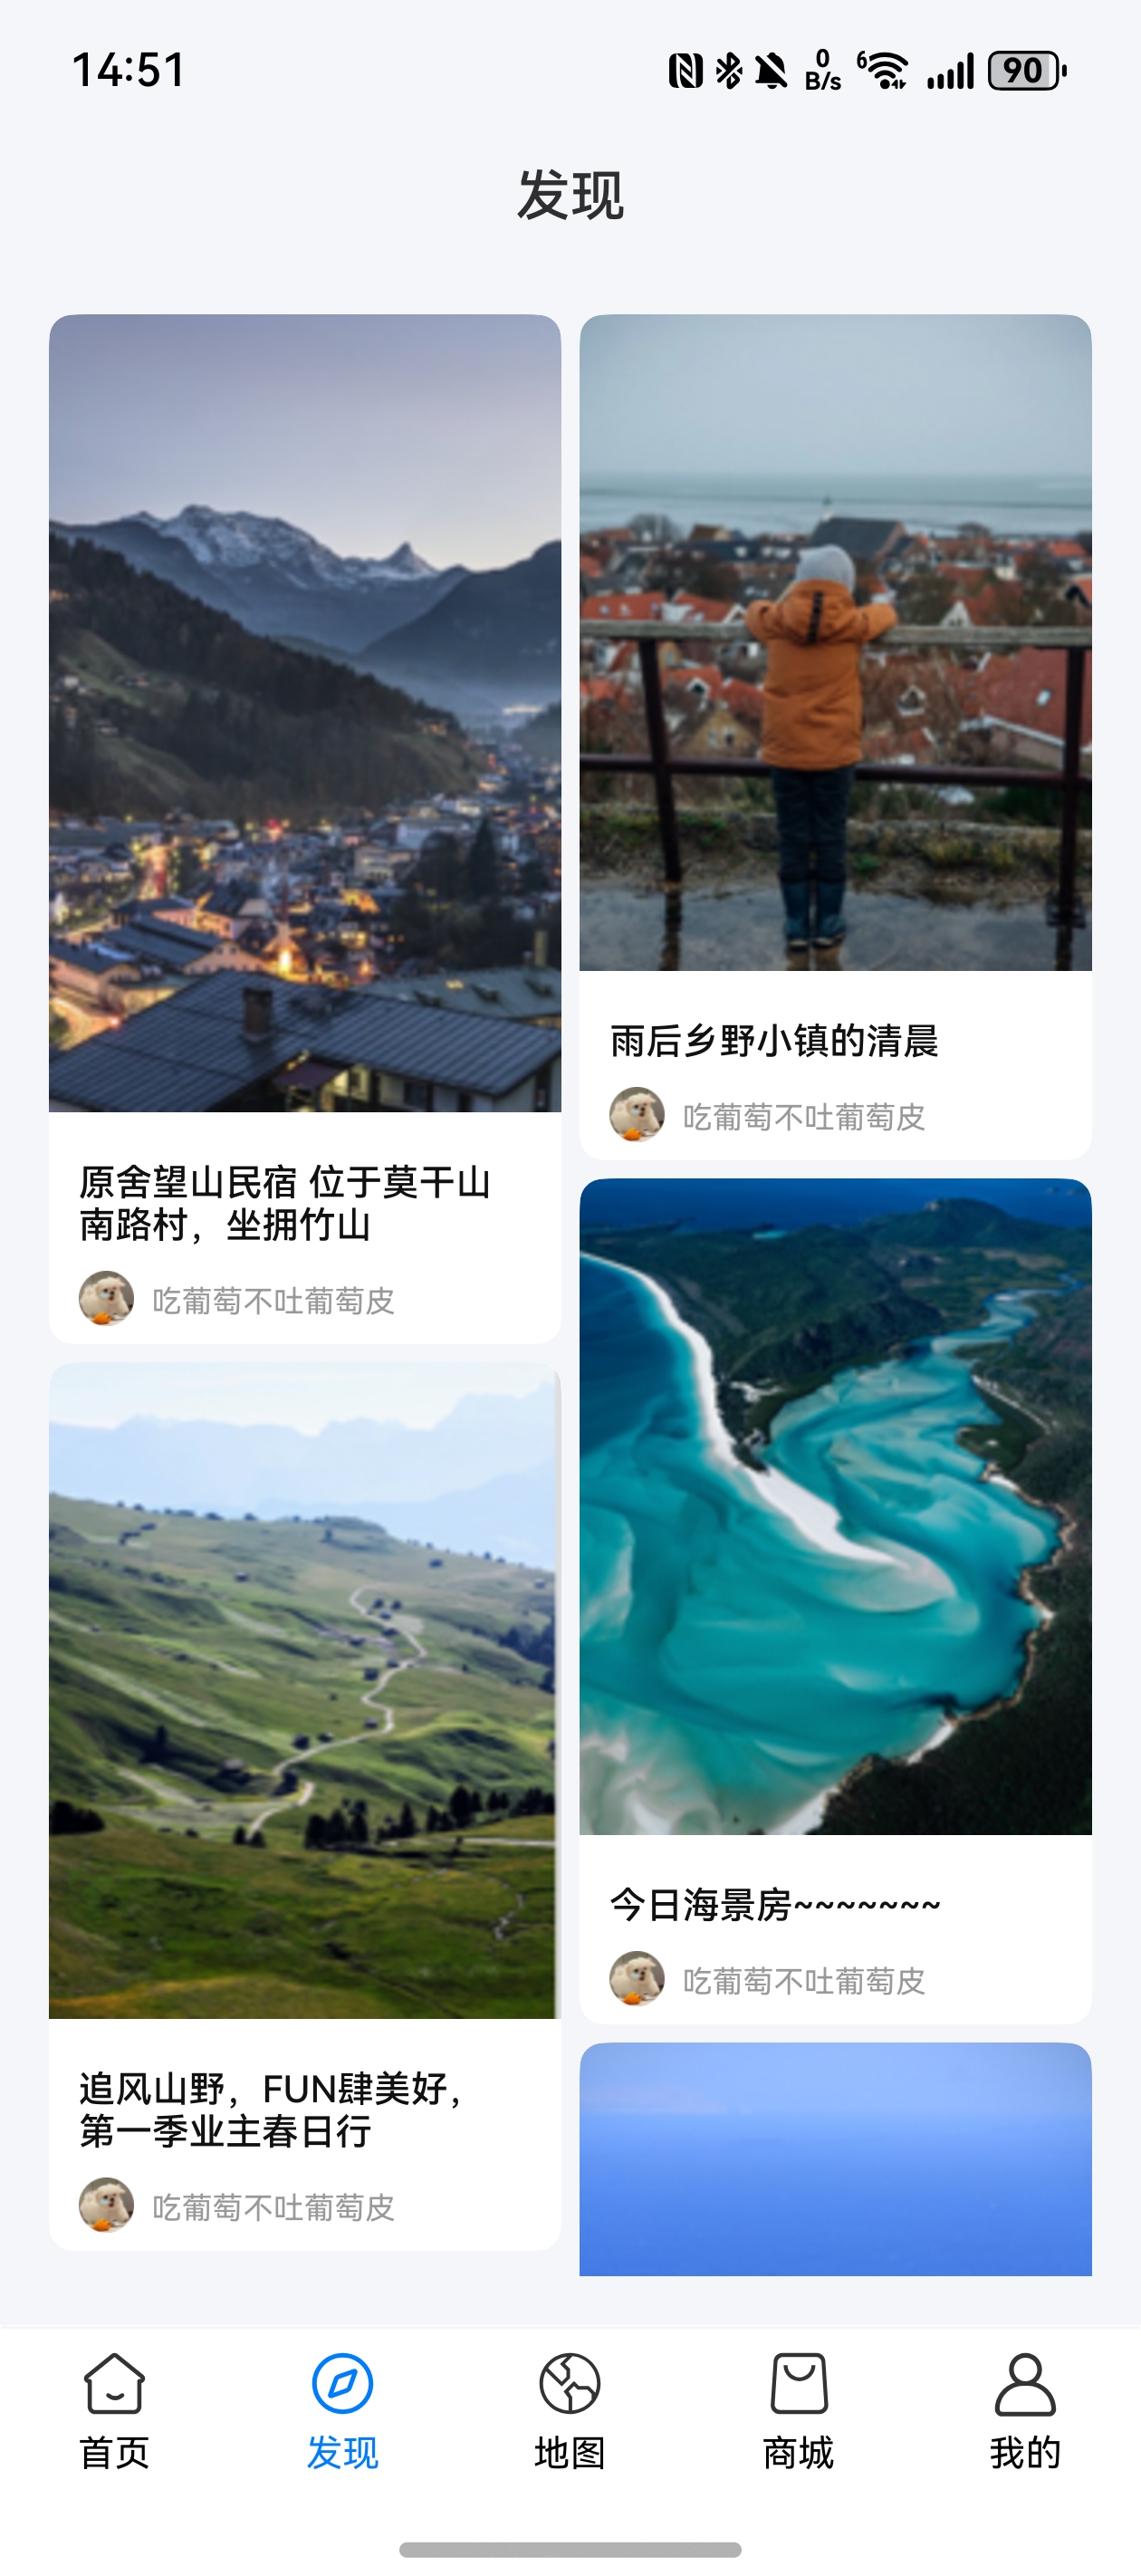 14:51
0
B/s
6
90
发现
原舍望山民宿 位于莫干山
南路村，坐拥竹山
吃葡萄不吐葡萄皮
雨后乡野小镇的清晨
吃葡萄不吐葡萄皮
追风山野，FUN肆美好，
第一季业主春日行
吃葡萄不吐葡萄皮
今日海景房~~~~~~~
吃葡萄不吐葡萄皮
首页
发现
地图
商城
我的